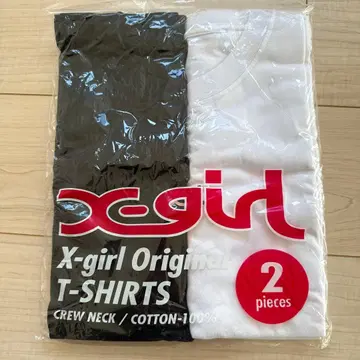 X-girl
X-girl Original
T-SHIRTS
CREW NECK / COTTON-100%
2
pieces